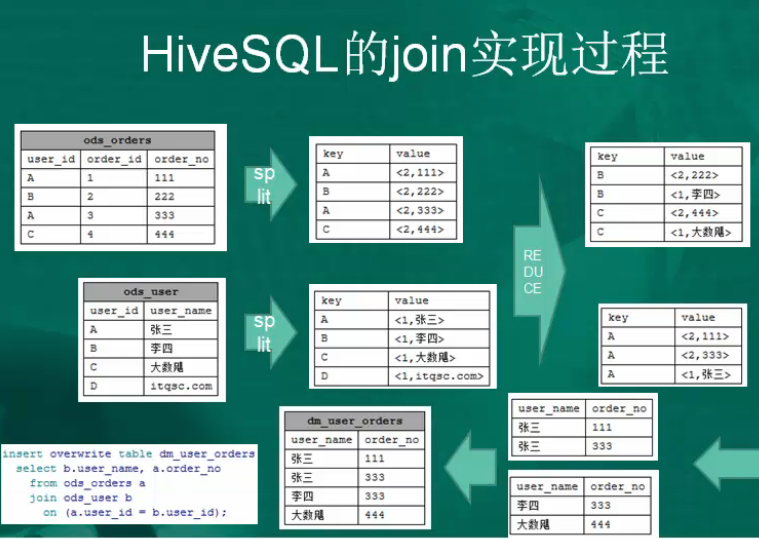 HiveSQL的join实现过程
ods_orders
user_id order_id order_no
A 1 111
B 2 222
A 3 333
C 4 444
sp
lit
key value
A <2,111>
B <2,222>
A <2,333>
C <2,444>
RE
DU
CE
key value
B <2,222>
B <1,李四>
C <2,444>
C <1,大数飓>
ods_user
user_id user_name
A 张三
B 李四
C 大数飓
D itqsc.com
sp
lit
key value
A <1,张三>
B <1,李四>
C <1,大数飓>
D <1,itqsc.com>
key value
A <2,111>
A <2,333>
A <1,张三>
user_name order_no
张三 111
张三 333
user_name order_no
李四 333
大数飓 444
dm_user_orders
user_name order_no
张三 111
张三 333
李四 333
大数飓 444
insert overwrite table dm_user_orders
select b.user_name, a.order_no
from ods_orders a
join ods_user b
on (a.user_id = b.user_id);